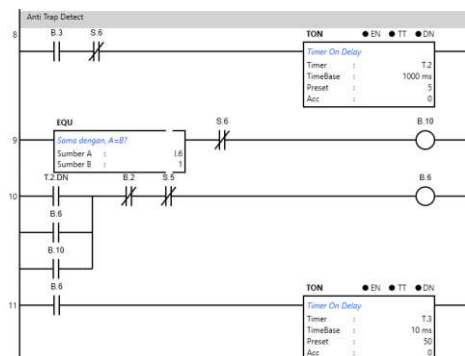 Anti Trap Detect
8
B.3 S.6
TON EN TT DN
Timer On Delay
Timer : T.2
TimeBase : 1000 ms
Preset : 5
Acc : 0
9
EQU
Sama dengan, A=B?
Sumber A : I.6
Sumber B : 1
S.6 B.10
10
T.2.DN B.2 S.5 B.6
B.6
B.10
11
B.6
TON EN TT DN
Timer On Delay
Timer : T.3
TimeBase : 10 ms
Preset : 50
Acc : 0